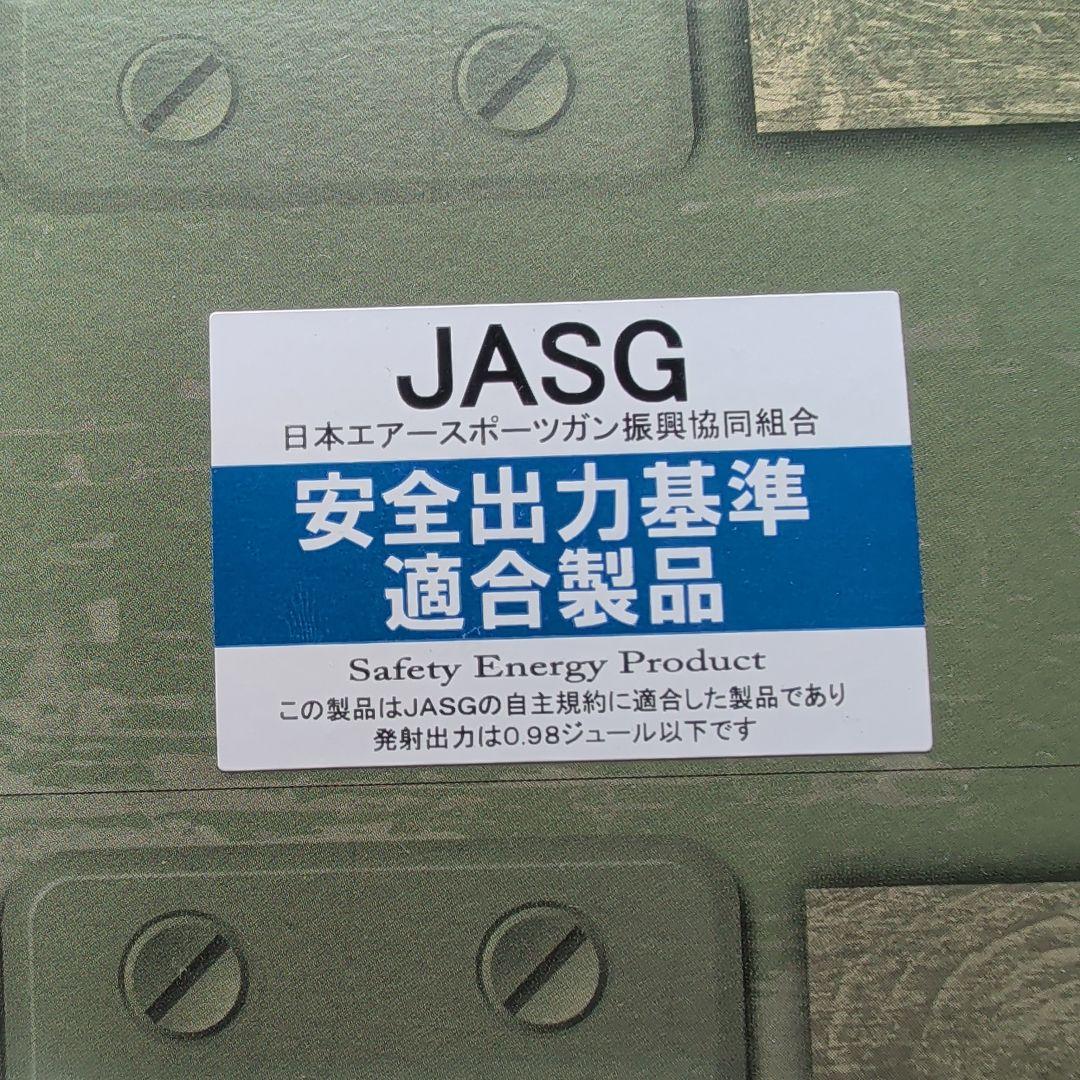 JASG
日本エアースポーツガン振興協同組合
安全出力基準
適合製品
Safety Energy Product
この製品はJASGの自主規約に適合した製品であり
発射出力は0.98ジュール以下です